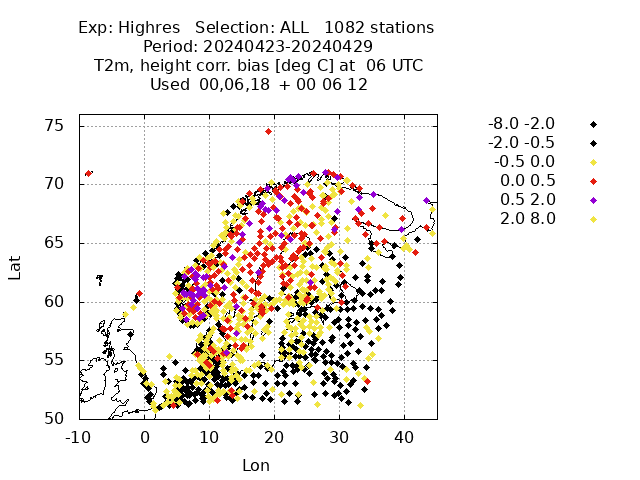 Exp: Highres   Selection: ALL   1082 stations
Period: 20240423-20240429
T2m, height corr. bias [deg C] at  06 UTC
Used  00,06,18  + 00 06 12
-8.0 -2.0
-2.0 -0.5
-0.5 0.0
0.0 0.5
0.5 2.0
2.0 8.0
75
70
65
60
55
50
Lat
-10 0 10 20 30 40
Lon